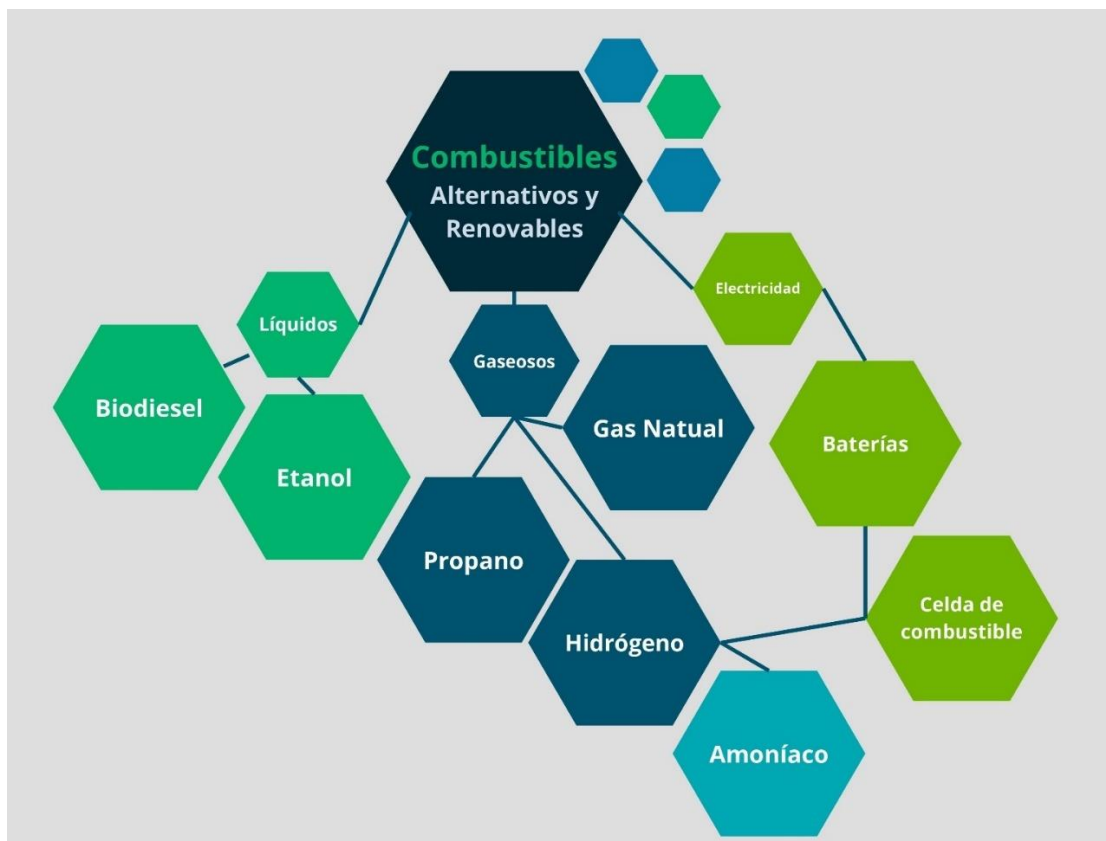 Combustibles
Alternativos y
Renovables
Electricidad
Líquidos
Gaseosos
Biodiesel
Gas Natual
Baterías
Etanol
Propano
Celda de
combustible
Hidrógeno
Amoníaco